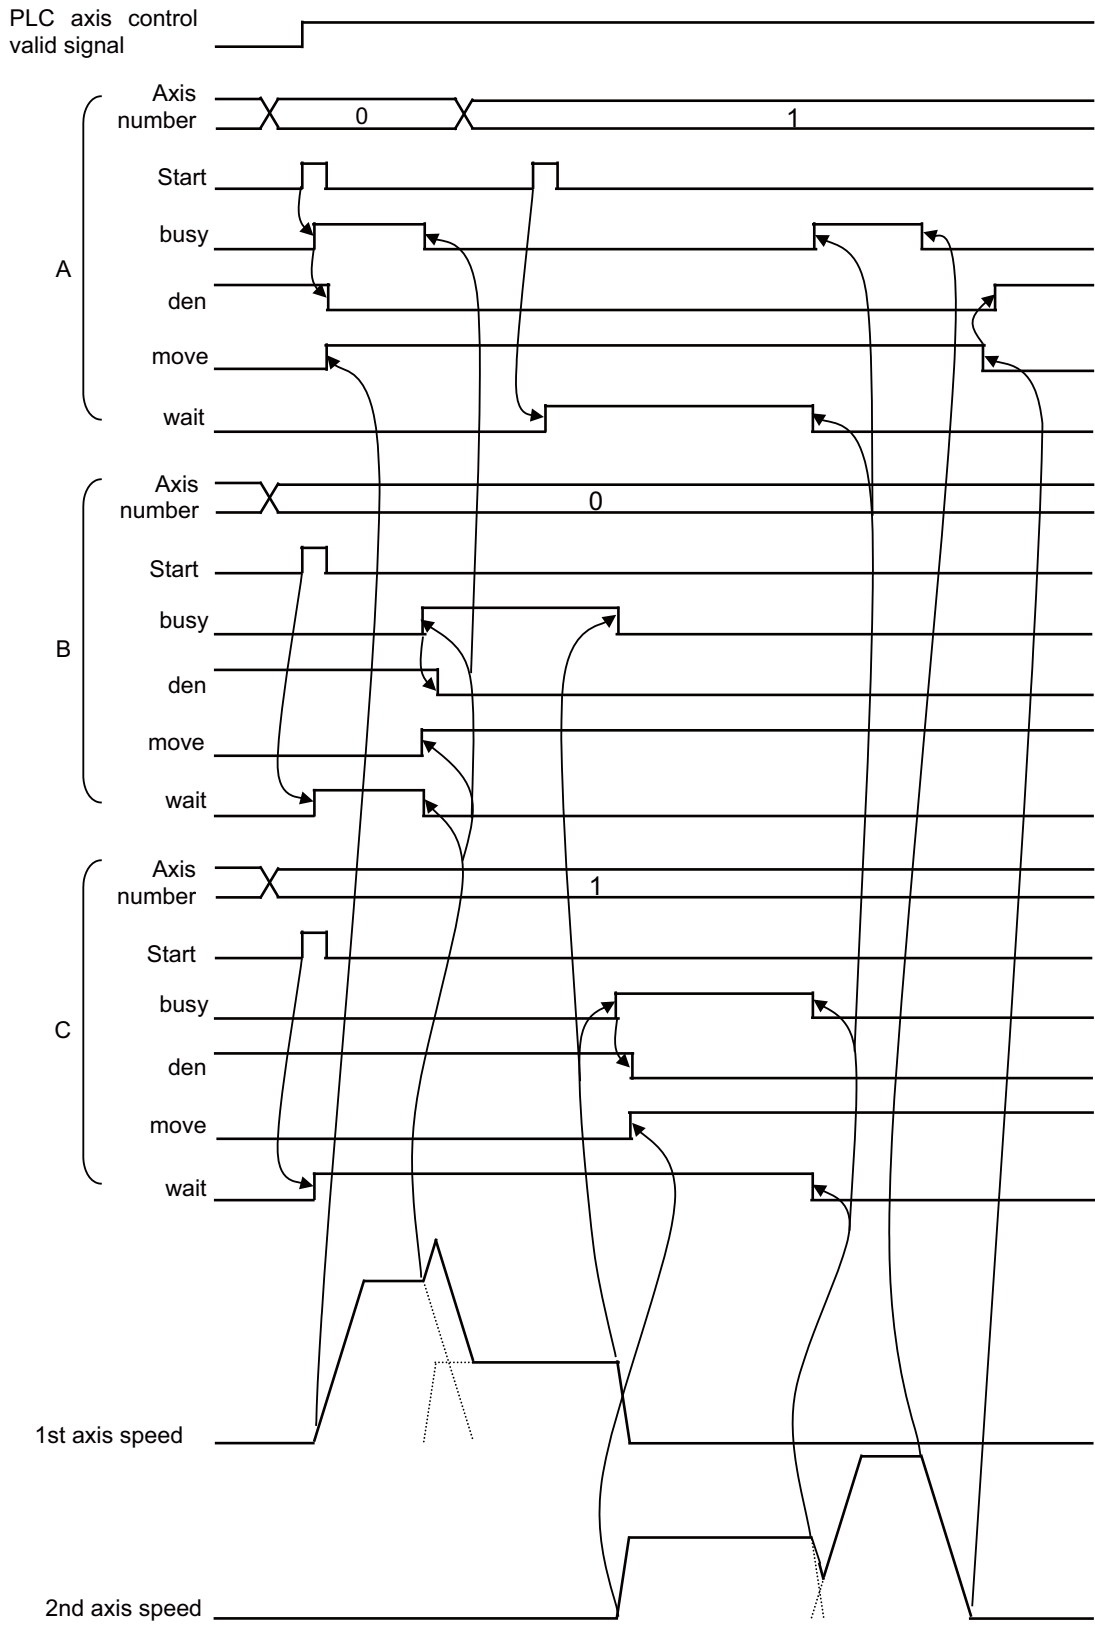 PLC axis control
valid signal
A
Axis
number
0
1
Start
busy
den
move
wait
B
Axis
number
0
Start
busy
den
move
wait
C
Axis
number
1
Start
busy
den
move
wait
1st axis speed
2nd axis speed